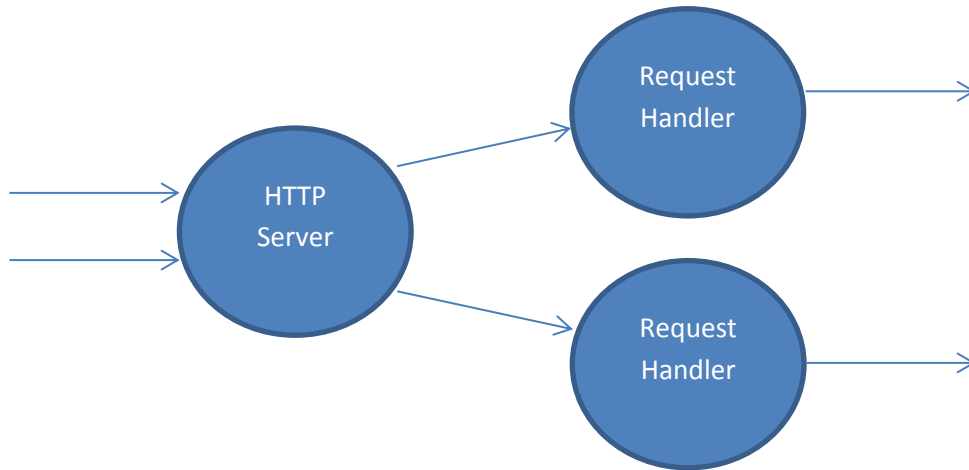 HTTP
Server
Request
Handler
Request
Handler